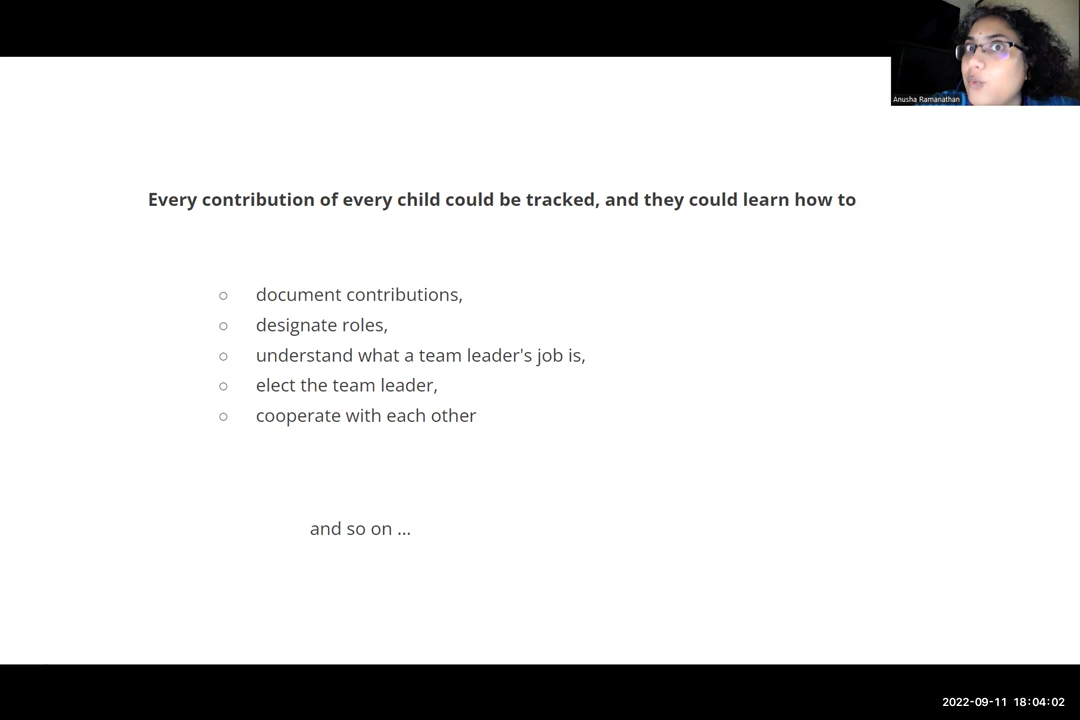 Anusha Ramanathan
Every contribution of every child could be tracked, and they could learn how to
○ document contributions,
○ designate roles,
○ understand what a team leader's job is,
○ elect the team leader,
○ cooperate with each other
and so on ...
2022-09-11 18:04:02